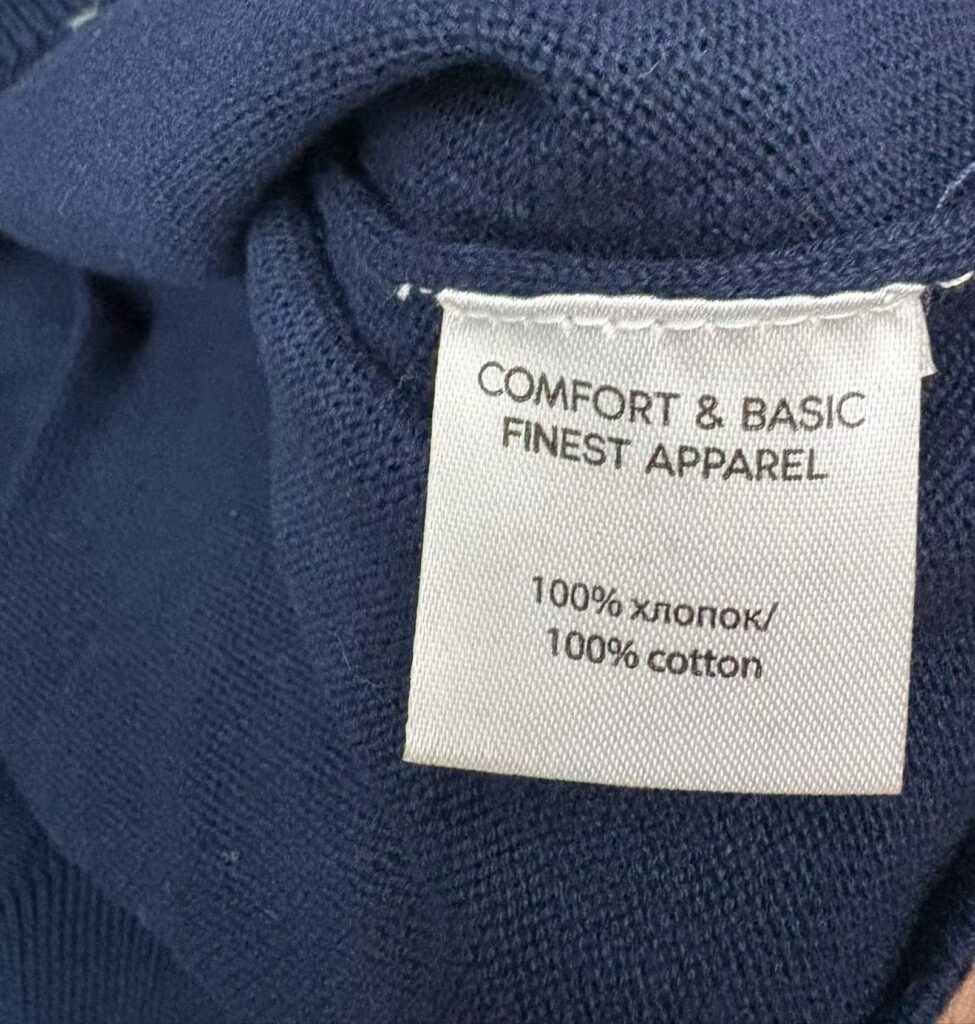 COMFORT & BASIC
FINEST APPAREL
100% хлопок/
100% cotton